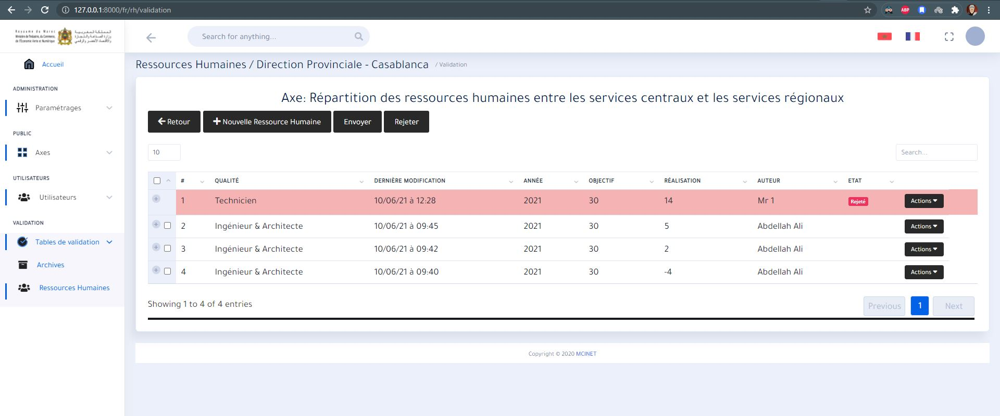 127.0.0.1:8000/fr/rh/validation
ABP
Royaume du Maroc
Ministère de l'Industrie, du Commerce,
de l'Économie Verte et Numérique
المملكة المغربية
وزارة الصناعة والتجارة
والاقتصاد الأخضر والرقمي
Search for anything...
Accueil
ADMINISTRATION
Paramétrages
PUBLIC
Axes
UTILISATEURS
Utilisateurs
VALIDATION
Tables de validation
Archives
Ressources Humaines
Ressources Humaines / Direction Provinciale - Casablanca / Validation
Axe: Répartition des ressources humaines entre les services centraux et les services régionaux
Retour Nouvelle Ressource Humaine Envoyer Rejeter
10 Search...
# QUALITÉ DERNIÈRE MODIFICATION ANNÉE OBJECTIF RÉALISATION AUTEUR ETAT
1 Technicien 10/06/21 à 12:28 2021 30 14 Mr 1 Rejeté Actions
2 Ingénieur & Architecte 10/06/21 à 09:45 2021 30 5 Abdellah Ali Actions
3 Ingénieur & Architecte 10/06/21 à 09:42 2021 30 2 Abdellah Ali Actions
4 Ingénieur & Architecte 10/06/21 à 09:40 2021 30 -4 Abdellah Ali Actions
Showing 1 to 4 of 4 entries
Previous 1 Next
Copyright © 2020 MCINET